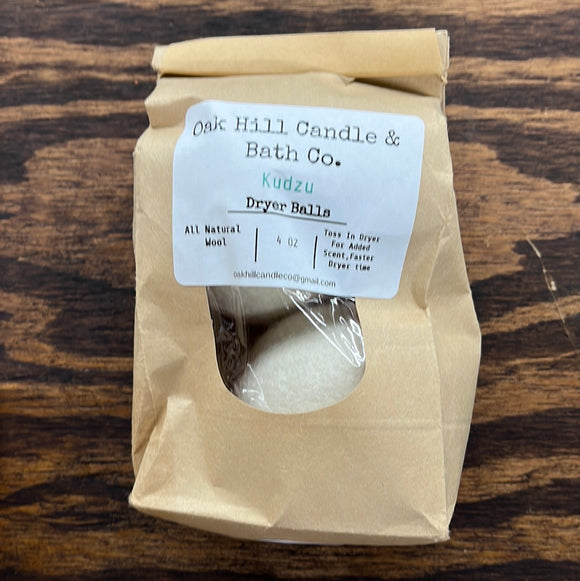 Oak Hill Candle &
Bath Co.
Kudzu
Dryer Balls
All Natural
Wool
4 OZ
Toss In Dryer
For Added
Scent,Faster
Dryer time
oakhillcandleco@gmail.com